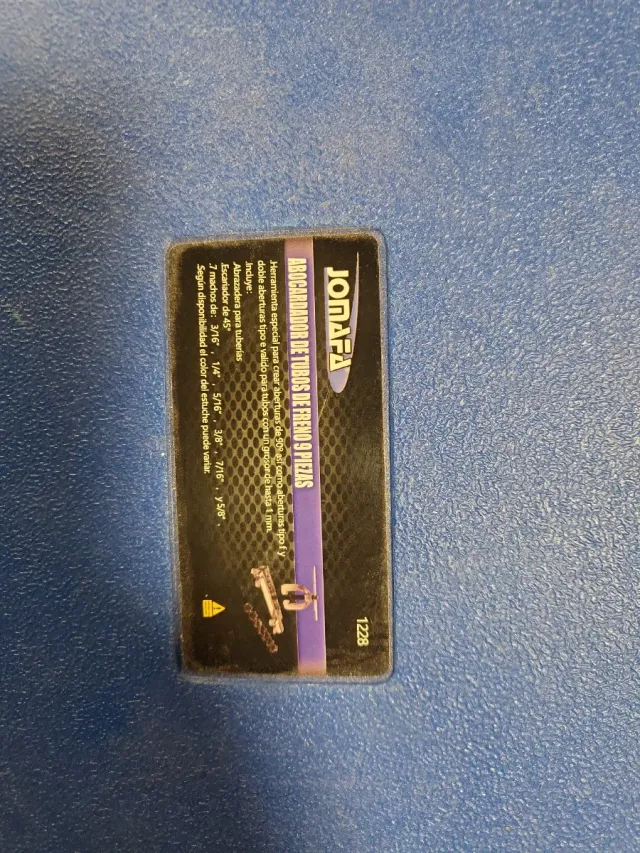 JOMAFA
1228
ABOCARDADOR DE TUBOS DE FRENO 9 PIEZAS
.Herramienta especial para crear aberturas de 90º así como aberturas tipo f y
doble aberturas tipo e valido para tubos con un grosor de hasta 1 mm.
.Incluye:
Abrazadera para tuberías
.Escariador de 45°
.7 machos de: 3/16" , 1/4" , 5/16" , 3/8" , 7/16" , y 5/8" .
.Según disponibilidad el color del estuche puede variar.